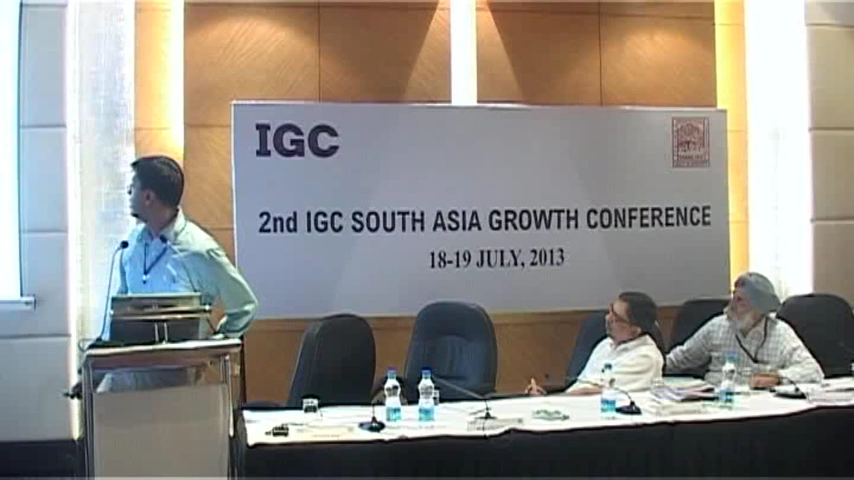 IGC
2nd IGC SOUTH ASIA GROWTH CONFERENCE
18-19 JULY, 2013